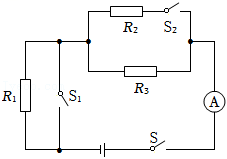 R₂ S₂
R₁ S₁ R₃ A
S